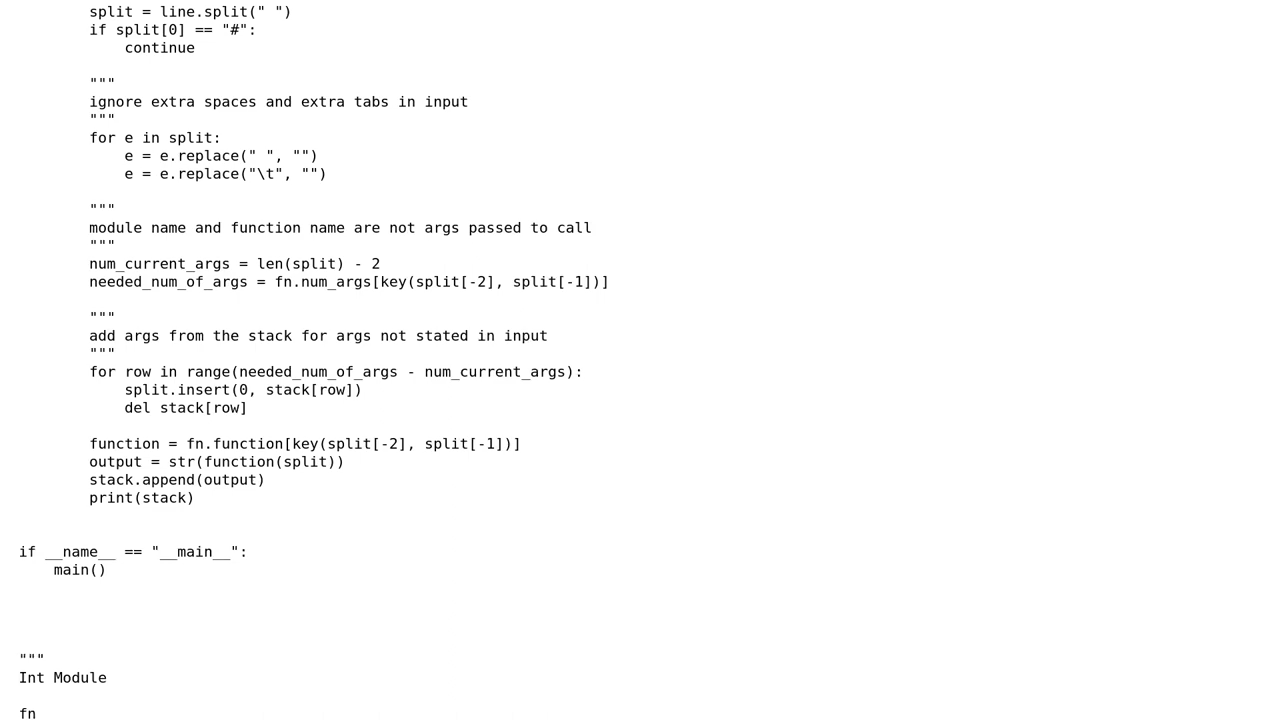 split = line.split(" ")
if split[0] == "#":
continue
"""
ignore extra spaces and extra tabs in input
"""
for e in split:
e = e.replace(" ", "")
e = e.replace("\t", "")
"""
module name and function name are not args passed to call
"""
num_current_args = len(split) - 2
needed_num_of_args = fn.num_args[key(split[-2], split[-1])]
"""
add args from the stack for args not stated in input
"""
for row in range(needed_num_of_args - num_current_args):
split.insert(0, stack[row])
del stack[row]
function = fn.function[key(split[-2], split[-1])]
output = str(function(split))
stack.append(output)
print(stack)
if __name__ == "__main__":
main()
"""
Int Module
fn